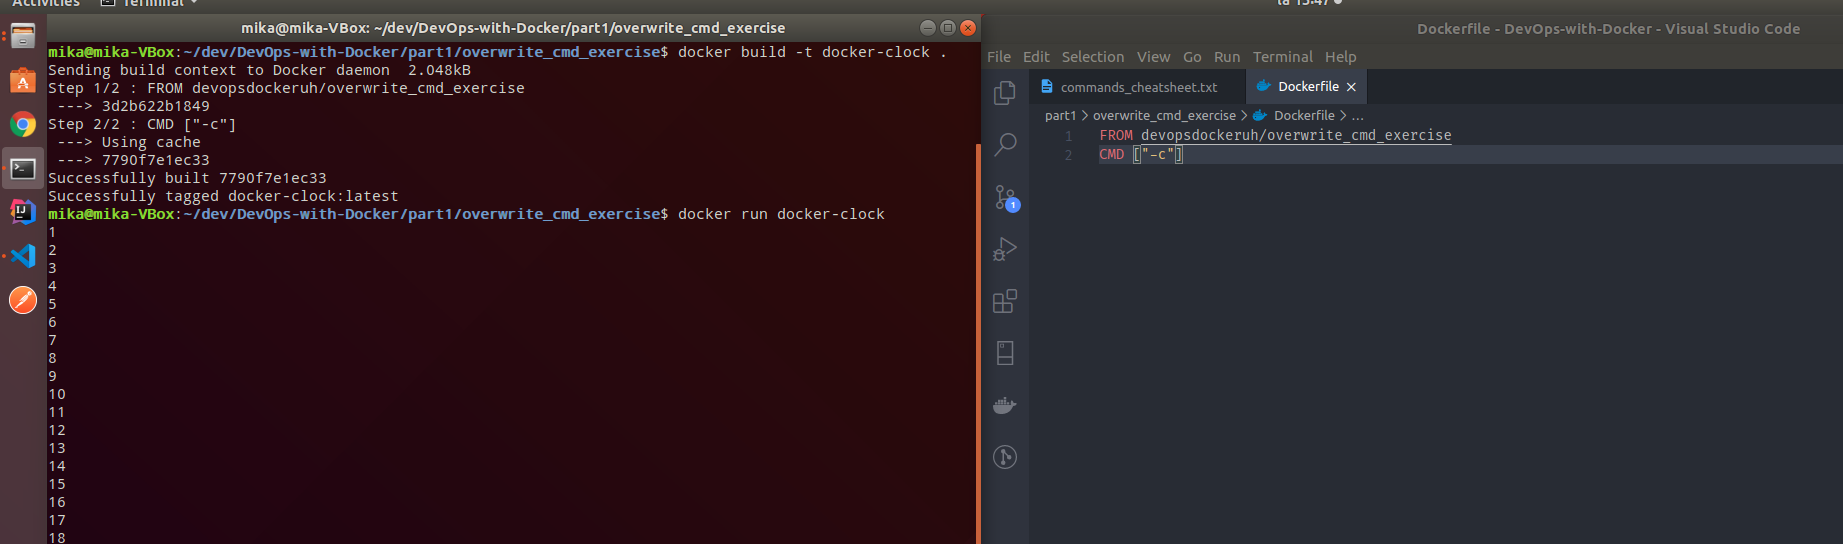 Activities Terminal
mika@mika-VBox: ~/dev/DevOps-with-Docker/part1/overwrite_cmd_exercise
mika@mika-VBox:~/dev/DevOps-with-Docker/part1/overwrite_cmd_exercise$ docker build -t docker-clock .
Sending build context to Docker daemon  2.048kB
Step 1/2 : FROM devopsdockeruh/overwrite_cmd_exercise
 ---> 3d2b622b1849
Step 2/2 : CMD ["-c"]
 ---> Using cache
 ---> 7790f7e1ec33
Successfully built 7790f7e1ec33
Successfully tagged docker-clock:latest
mika@mika-VBox:~/dev/DevOps-with-Docker/part1/overwrite_cmd_exercise$ docker run docker-clock
1
2
3
4
5
6
7
8
9
10
11
12
13
14
15
16
17
18
la 15:47
Dockerfile - DevOps-with-Docker - Visual Studio Code
File Edit Selection View Go Run Terminal Help
commands_cheatsheet.txt Dockerfile
part1 > overwrite_cmd_exercise > Dockerfile > ...
1 FROM devopsdockeruh/overwrite_cmd_exercise
2 CMD ["-c"]
1
IJ